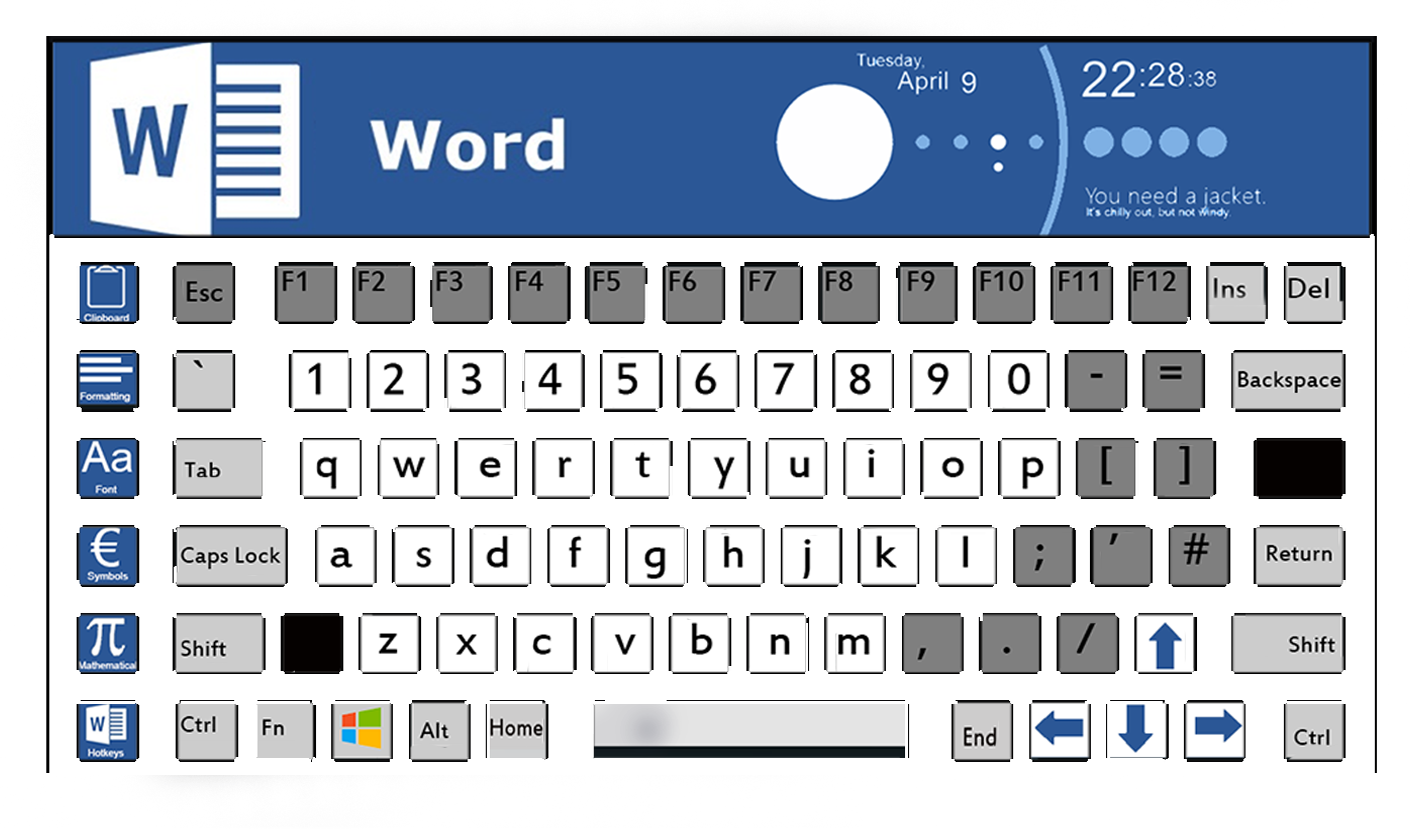 W Word
Tuesday,
April 9
22:28:38
You need a jacket.
It's chilly out, but not windy.
Clipboard Esc F1 F2 F3 F4 F5 F6 F7 F8 F9 F10 F11 F12 Ins Del
Formatting ` 1 2 3 4 5 6 7 8 9 0 - = Backspace
Aa Font Tab q w e r t y u i o p [ ]
€ Symbols Caps Lock a s d f g h j k l ; ' # Return
π Mathematical Shift z x c v b n m , . / Shift
W Hotkeys Ctrl Fn Alt Home End Ctrl